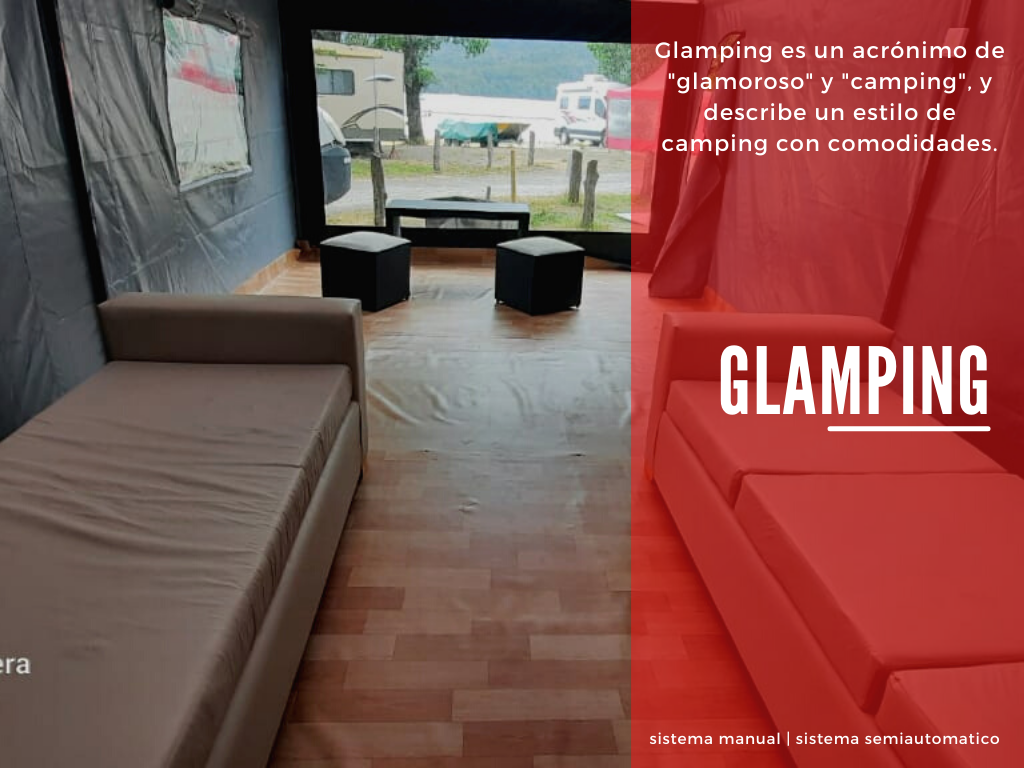 Glamping es un acrónimo de
"glamoroso" y "camping", y
describe un estilo de
camping con comodidades.
GLAMPING
era
sistema manual | sistema semiautomatico